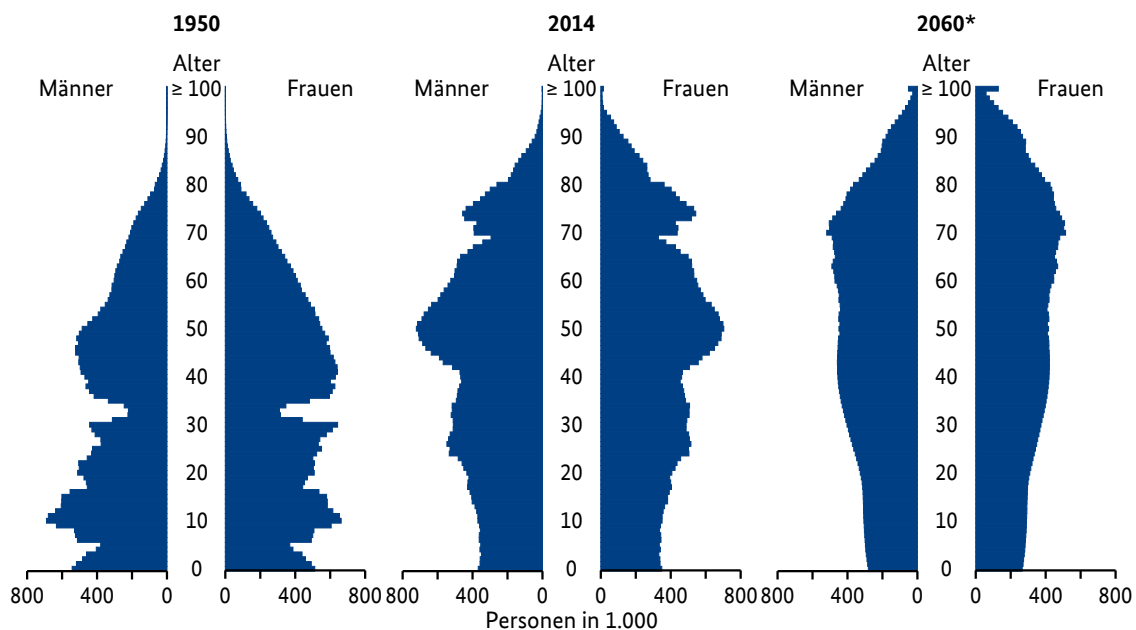 1950 2014 2060*
Alter Alter
Männer ≥ 100 Frauen Männer ≥ 100 Frauen Männer ≥ 100 Frauen
90 90 90
80 80 80
70 70 70
60 60 60
50 50 50
40 40 40
30 30 30
20 20 20
10 10 10
0 0 0
800 400 0 0 400 800 800 400 0 0 400 800 800 400 0 0 400 800
Personen in 1.000